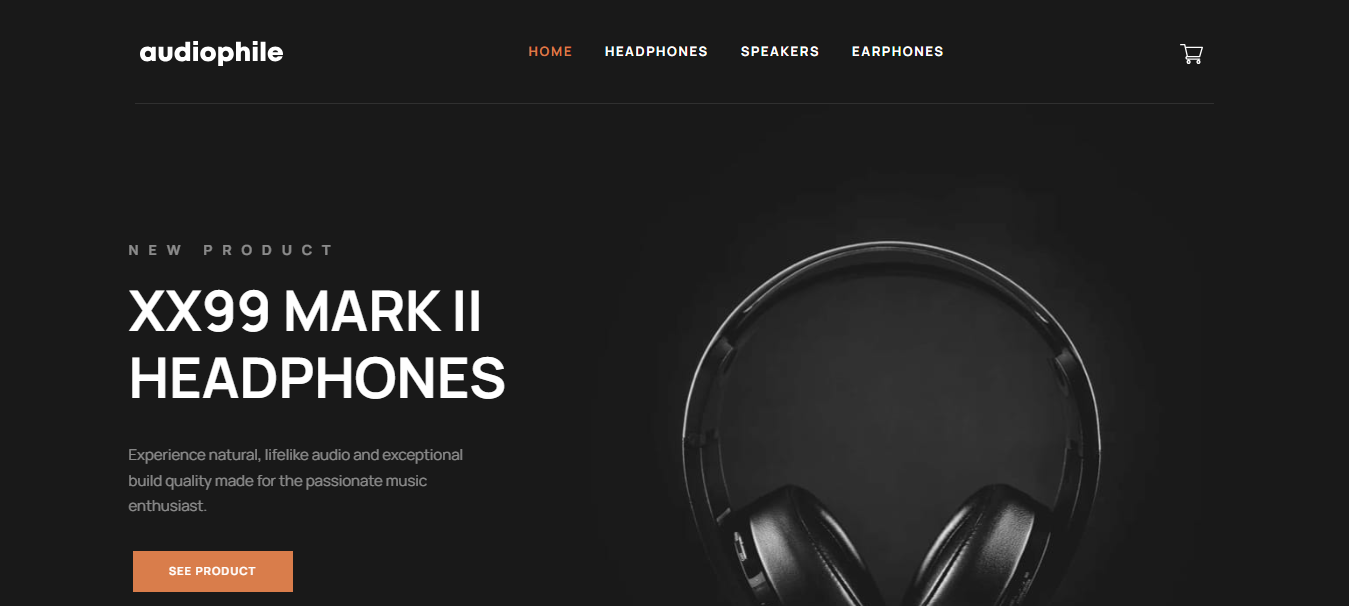 audiophile
HOME HEADPHONES SPEAKERS EARPHONES
NEW PRODUCT
XX99 MARK II
HEADPHONES
Experience natural, lifelike audio and exceptional
build quality made for the passionate music
enthusiast.
SEE PRODUCT